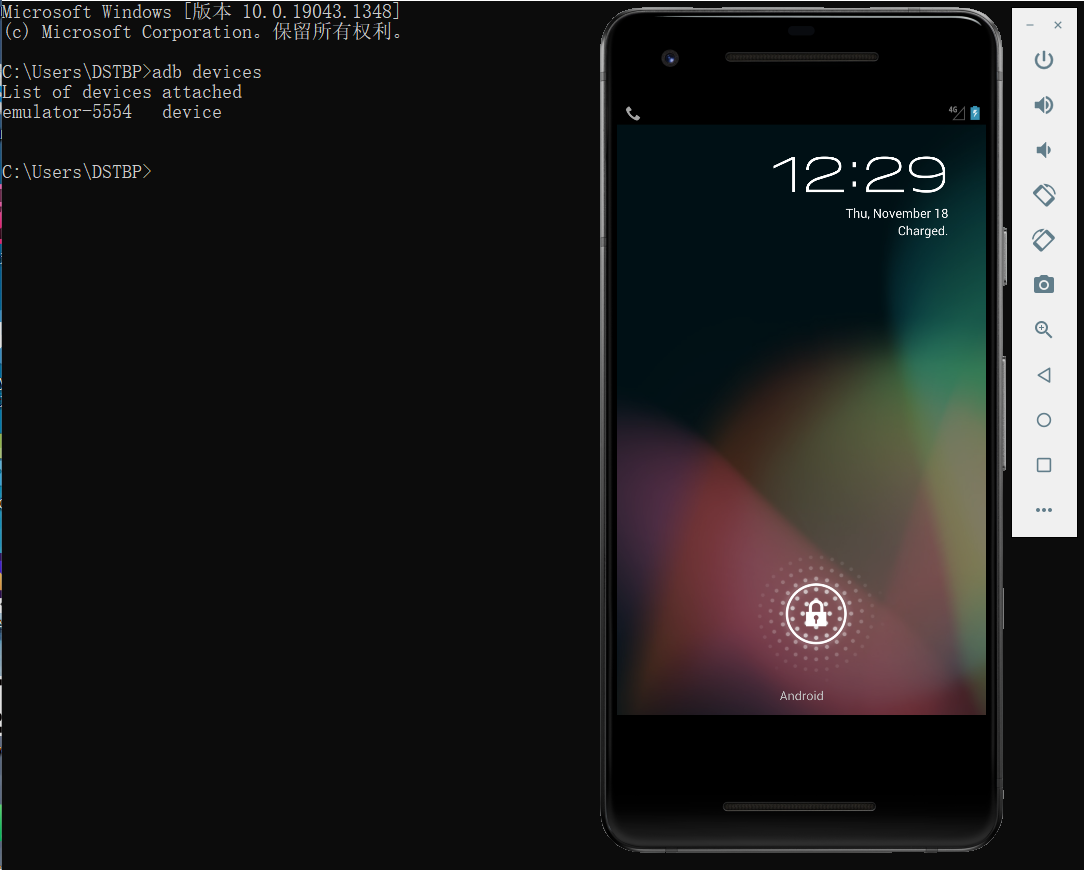 Microsoft Windows [版本 10.0.19043.1348]
(c) Microsoft Corporation。保留所有权利。
C:\Users\DSTBP>adb devices
List of devices attached
emulator-5554   device
C:\Users\DSTBP>
4G
12:29
Thu, November 18
Charged.
Android